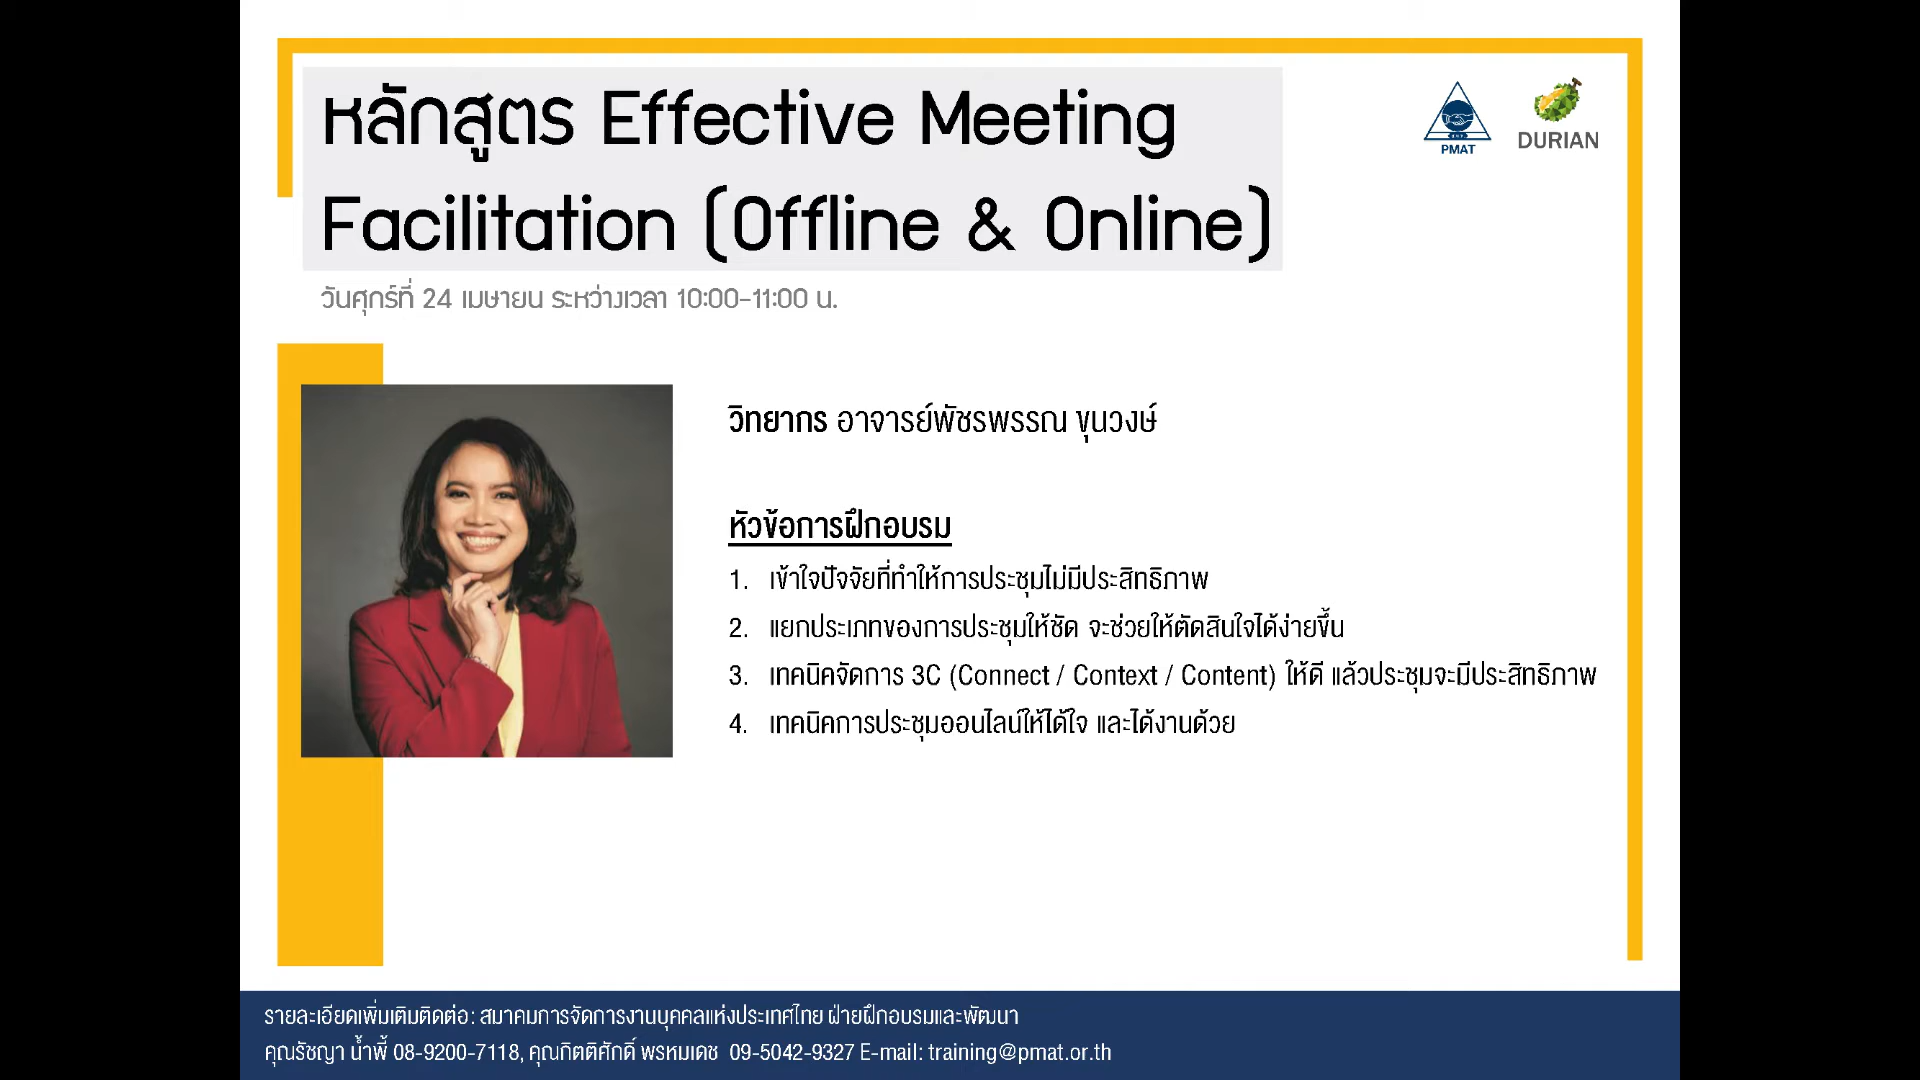 หลักสูตร Effective Meeting
Facilitation (Offline & Online)
PMAT
DURIAN
วันศุกร์ที่ 24 เมษายน ระหว่างเวลา 10:00-11:00 น.
วิทยากร อาจารย์พัชรพรรณ ขุนวงษ์
หัวข้อการฝึกอบรม
1. เข้าใจปัจจัยที่ทำให้การประชุมไม่มีประสิทธิภาพ
2. แยกประเภทของการประชุมให้ชัด จะช่วยให้ตัดสินใจได้ง่ายขึ้น
3. เทคนิคจัดการ 3C (Connect / Context / Content) ให้ดี แล้วประชุมจะมีประสิทธิภาพ
4. เทคนิคการประชุมออนไลน์ให้ได้ใจ และได้งานด้วย
รายละเอียดเพิ่มเติมติดต่อ: สมาคมการจัดการงานบุคคลแห่งประเทศไทย ฝ่ายฝึกอบรมและพัฒนา
คุณรัชญา น้ำพี้ 08-9200-7118, คุณกิตติศักดิ์ พรหมเดช 09-5042-9327 E-mail: training@pmat.or.th